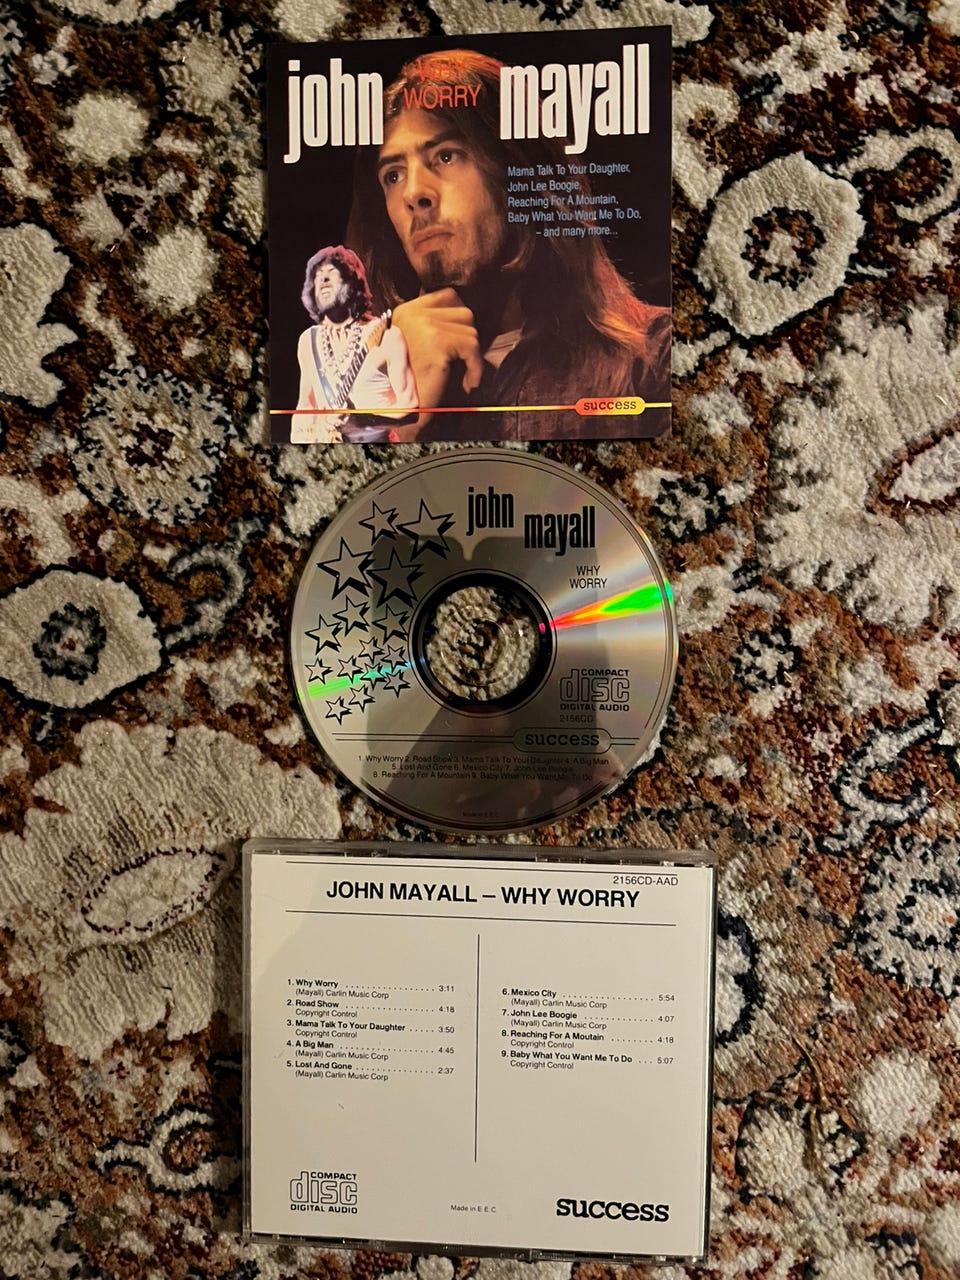 john WHY WORRY mayall
Mama Talk To Your Daughter,
John Lee Boogie,
Reaching For A Mountain,
Baby What You Want Me To Do,
– and many more...
success
john
mayall
WHY
WORRY
COMPACT
disc
DIGITAL AUDIO
2156CD
success
1. Why Worry 2. Road Show 3. Mama Talk To Your Daughter 4. A Big Man
5. Lost And Gone 6. Mexico City 7. John Lee Boogie
8. Reaching For A Mountain 9. Baby What You Want Me To Do
Made in E.E.C.
2156CD-AAD
JOHN MAYALL – WHY WORRY
1. Why Worry .................. 3:11
(Mayall) Carlin Music Corp
2. Road Show .................. 4:18
Copyright Control
3. Mama Talk To Your Daughter ..... 3:50
Copyright Control
4. A Big Man ................... 4:45
(Mayall) Carlin Music Corp
5. Lost And Gone ............... 2:37
(Mayall) Carlin Music Corp
6. Mexico City .................. 5:54
(Mayall) Carlin Music Corp
7. John Lee Boogie .............. 4:07
(Mayall) Carlin Music Corp
8. Reaching For A Moutain ........ 4:18
Copyright Control
9. Baby What You Want Me To Do ... 5:07
Copyright Control
COMPACT
disc
DIGITAL AUDIO
Made in E.E.C.
success